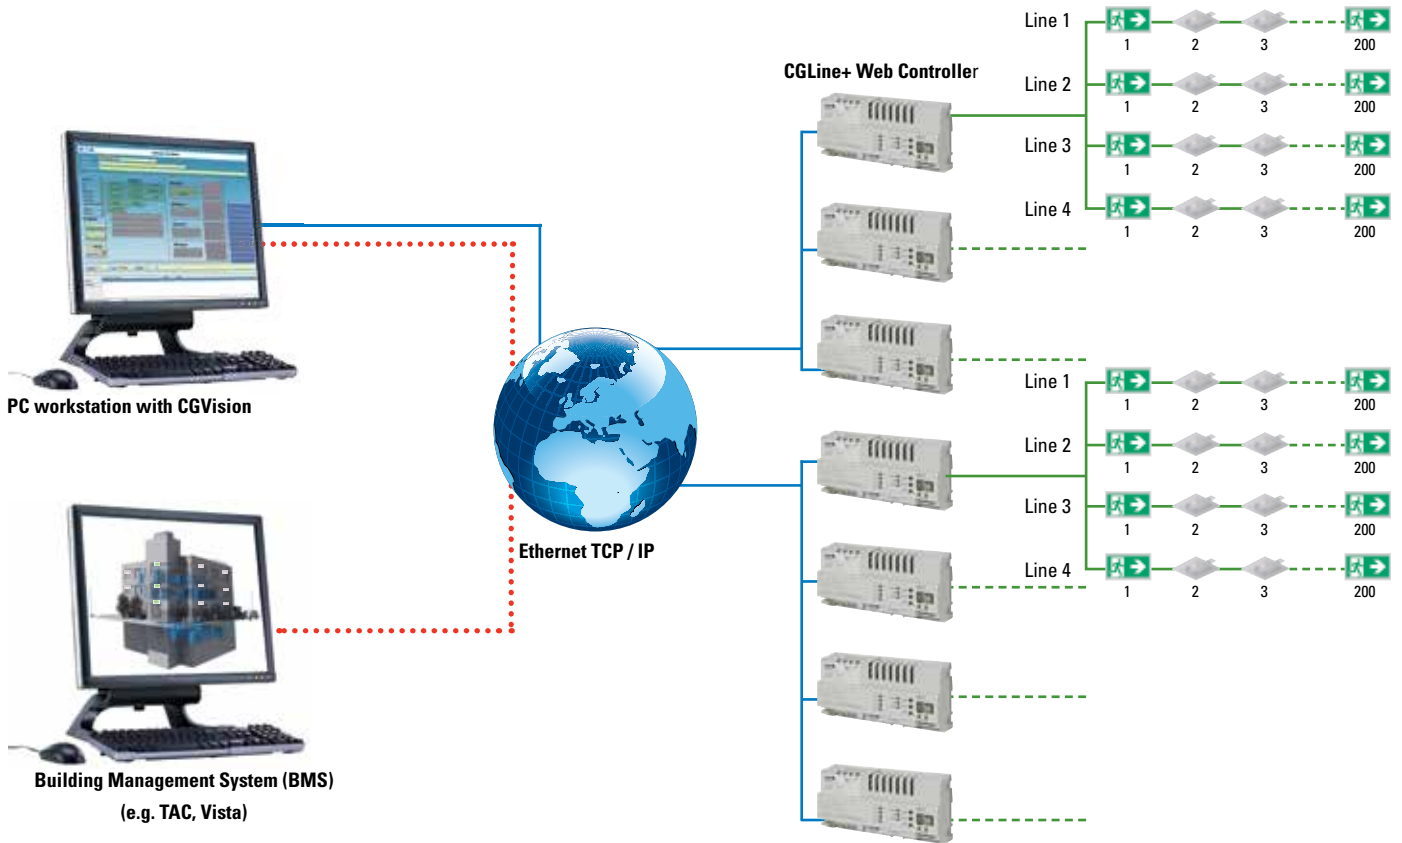 Line 1
1 2 3 200
CGLine+ Web Controller
Line 2
1 2 3 200
Line 3
1 2 3 200
Line 4
1 2 3 200
PC workstation with CGVision
Line 1
1 2 3 200
Line 2
1 2 3 200
Line 3
1 2 3 200
Line 4
1 2 3 200
Ethernet TCP / IP
Building Management System (BMS)
(e.g. TAC, Vista)